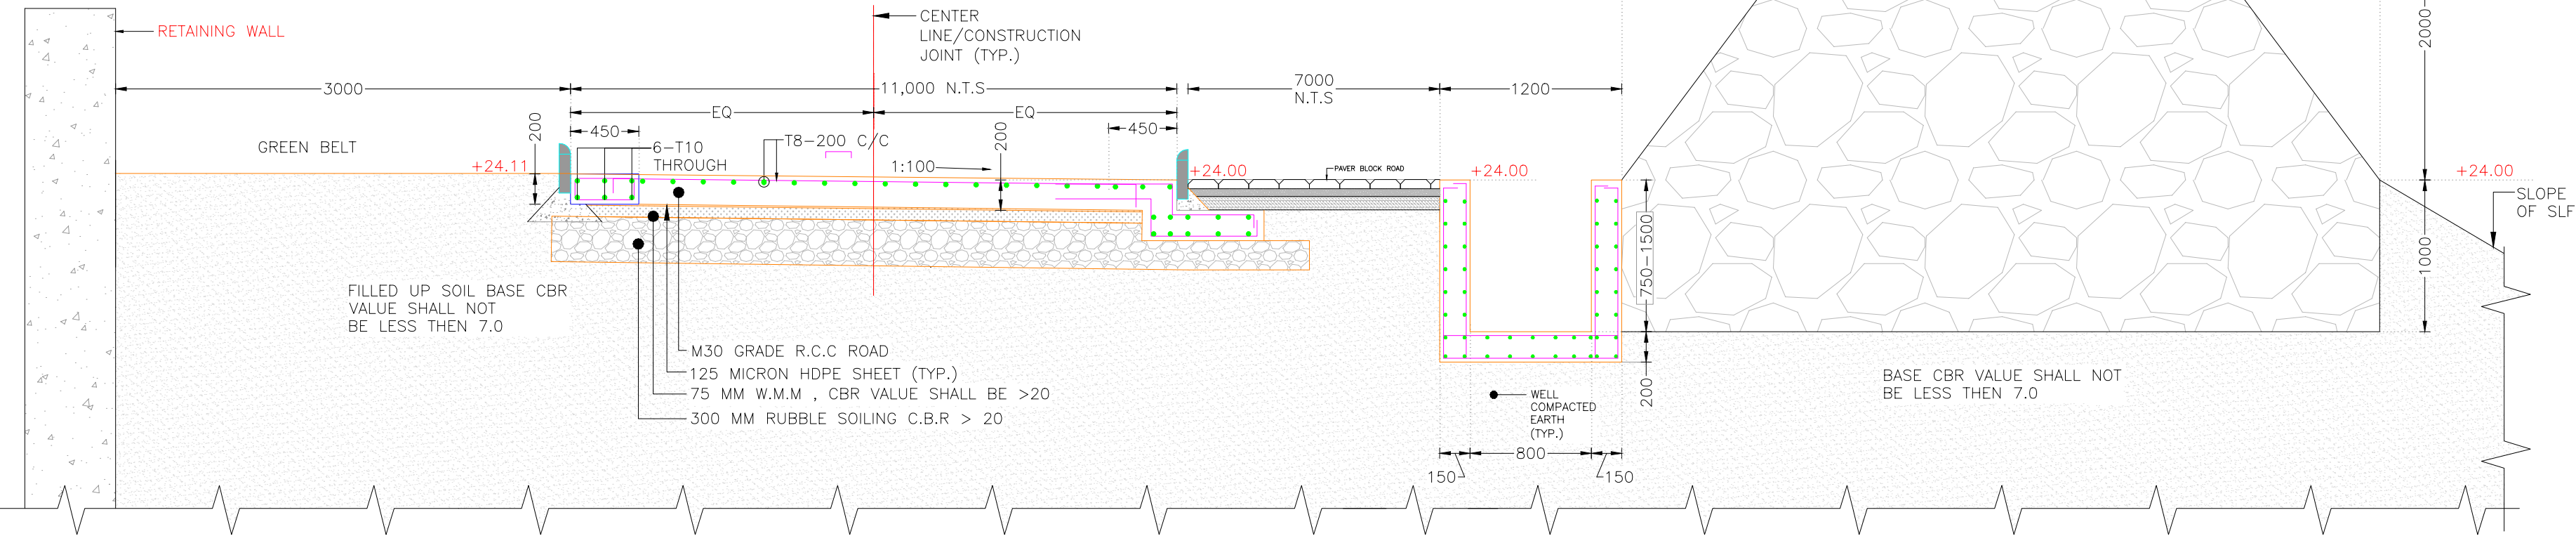 RETAINING WALL
CENTER
LINE/CONSTRUCTION
JOINT (TYP.)
2000
3000
11,000 N.T.S
7000
N.T.S
1200
EQ
EQ
200
450
6-T10
THROUGH
T8-200 C/C
200
450
GREEN BELT
+24.11
1:100
+24.00
PAVER BLOCK ROAD
+24.00
+24.00
SLOPE
OF SLF
750-1500
1000
FILLED UP SOIL BASE CBR
VALUE SHALL NOT
BE LESS THEN 7.0
M30 GRADE R.C.C ROAD
125 MICRON HDPE SHEET (TYP.)
75 MM W.M.M , CBR VALUE SHALL BE >20
300 MM RUBBLE SOILING C.B.R > 20
200
WELL
COMPACTED
EARTH
(TYP.)
BASE CBR VALUE SHALL NOT
BE LESS THEN 7.0
150
800
150